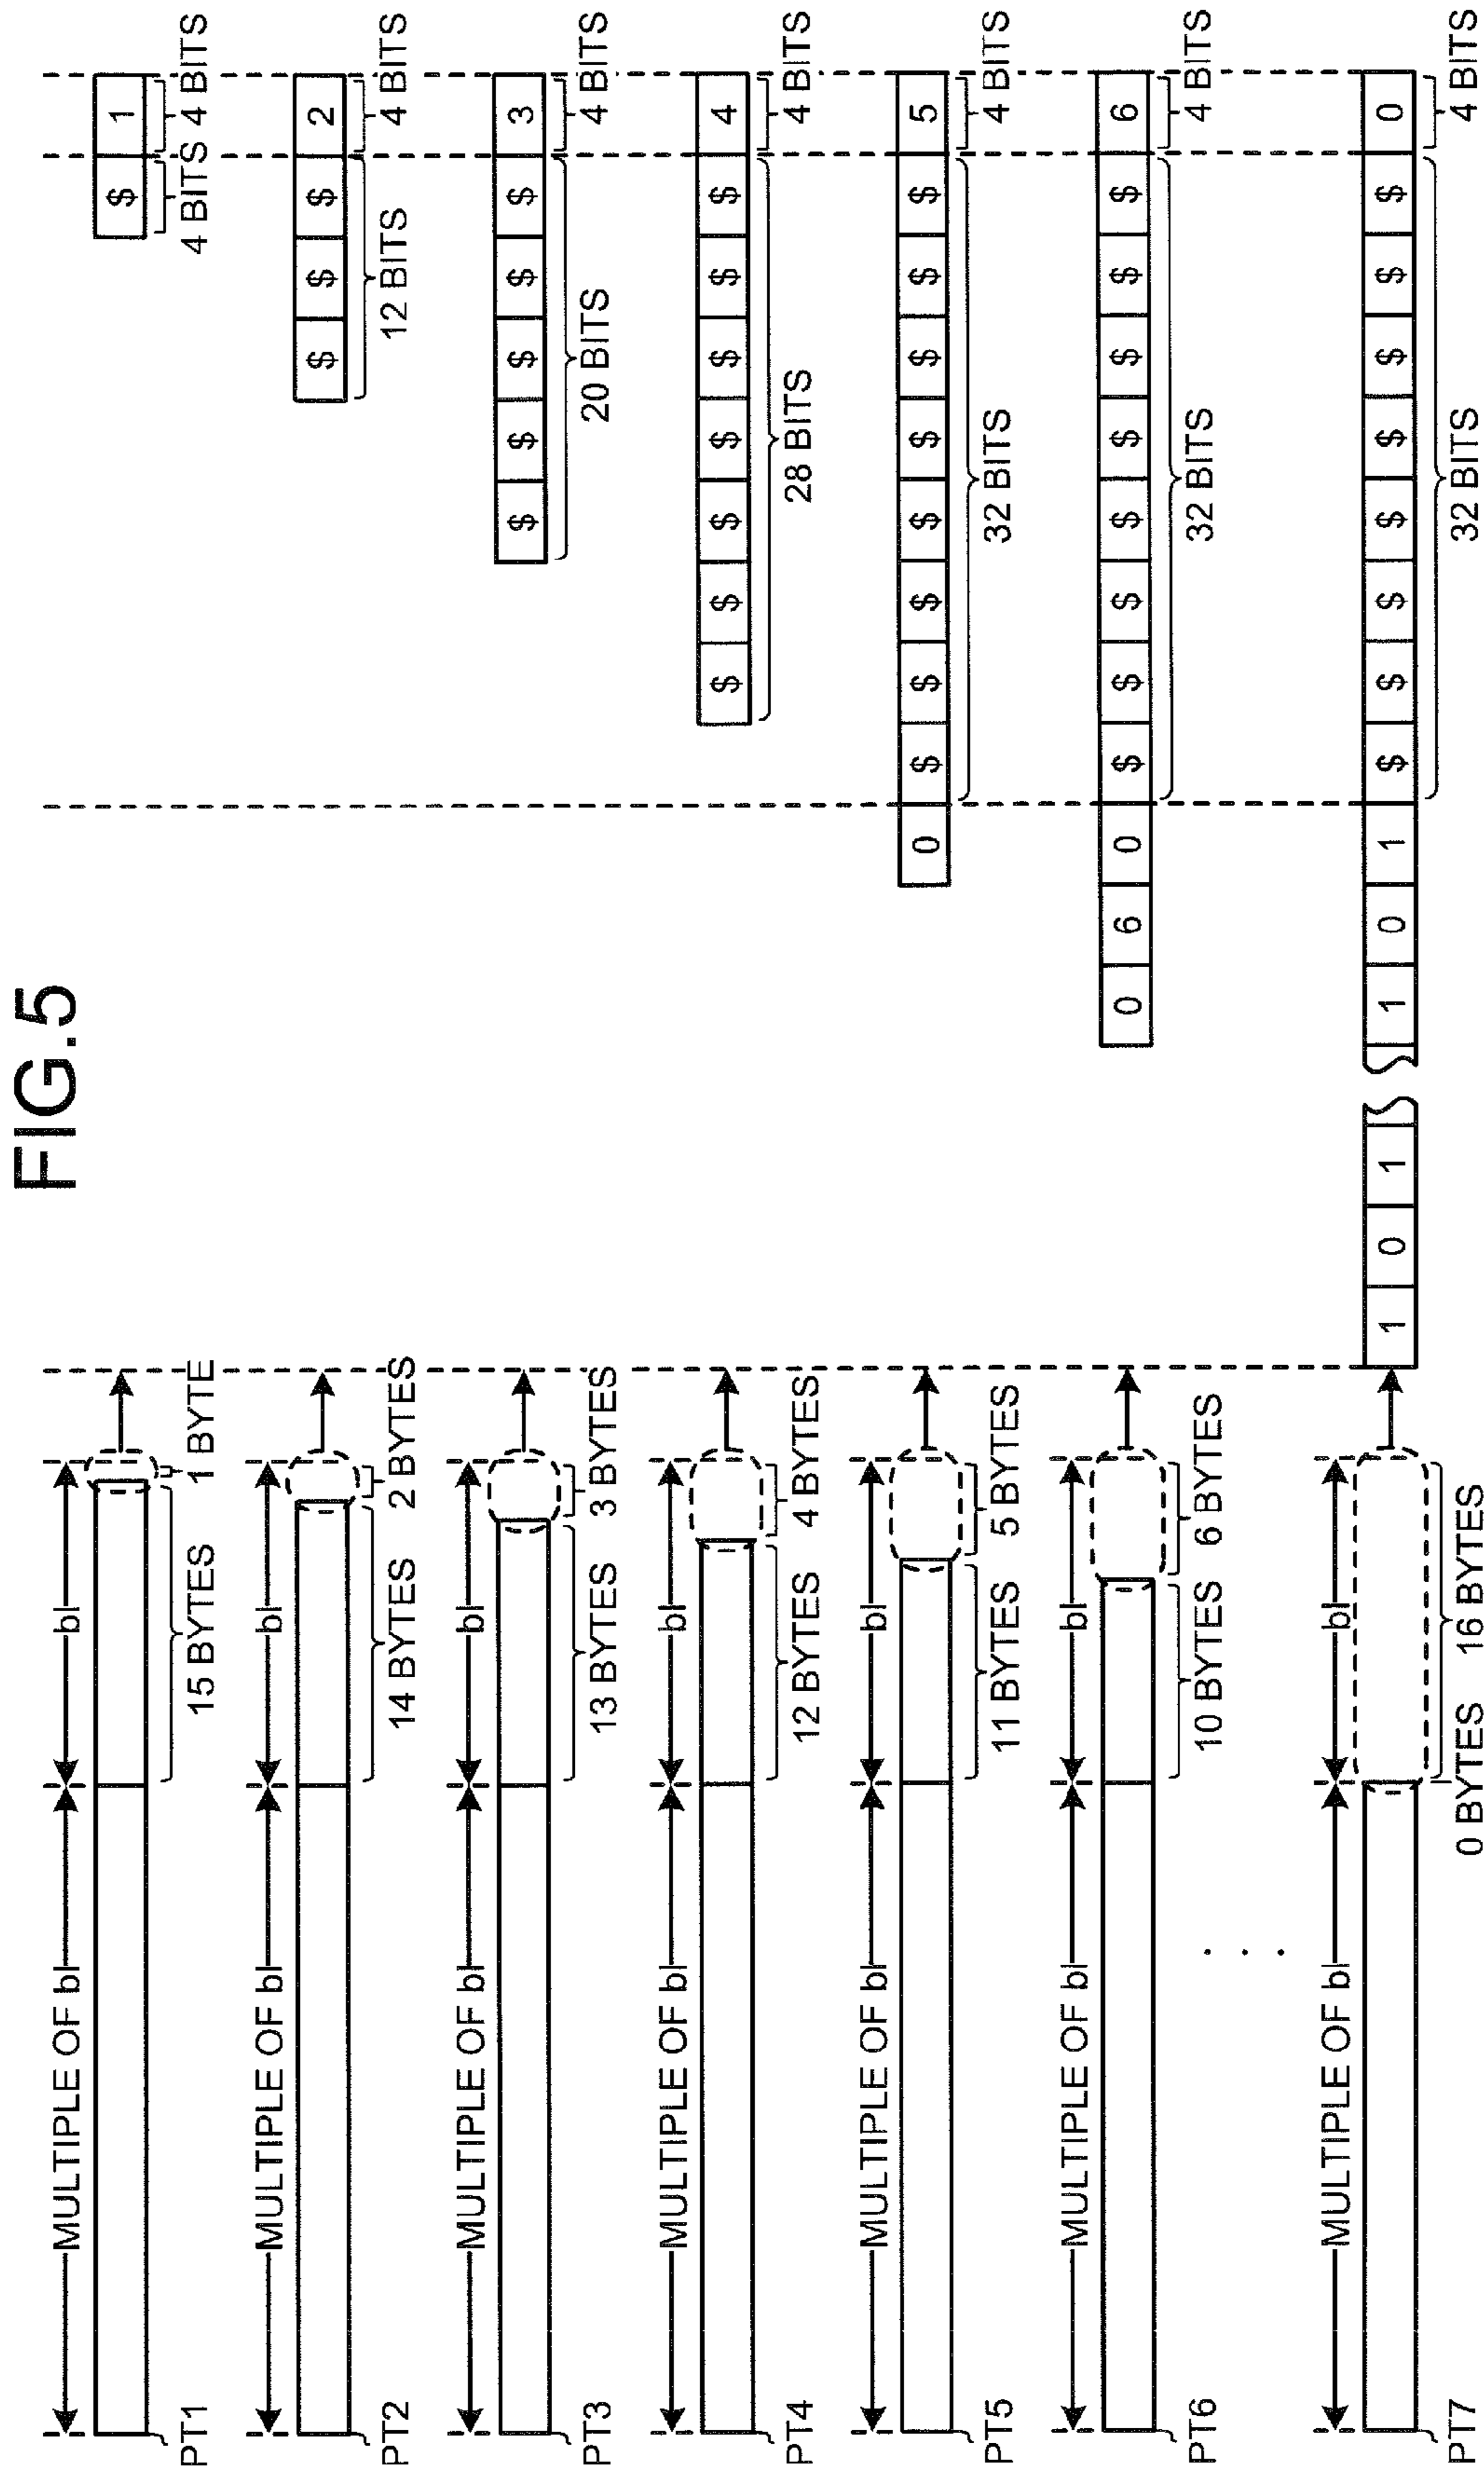 FIG.5
MULTIPLE OF bl bl
PT1 15 BYTES 1 BYTE
$ 1
4 BITS 4 BITS
MULTIPLE OF bl bl
PT2 14 BYTES 2 BYTES
$ $ $ 2
12 BITS 4 BITS
MULTIPLE OF bl bl
PT3 13 BYTES 3 BYTES
$ $ $ $ $ 3
20 BITS 4 BITS
MULTIPLE OF bl bl
PT4 12 BYTES 4 BYTES
$ $ $ $ $ $ $ 4
28 BITS 4 BITS
MULTIPLE OF bl bl
PT5 11 BYTES 5 BYTES
0 $ $ $ $ $ $ $ $ 5
32 BITS 4 BITS
MULTIPLE OF bl bl
PT6 10 BYTES 6 BYTES
0 6 0 $ $ $ $ $ $ $ $ 6
32 BITS 4 BITS
. . .
MULTIPLE OF bl bl
PT7 0 BYTES 16 BYTES
1 0 1 1 0 1 $ $ $ $ $ $ $ $ 0
32 BITS 4 BITS